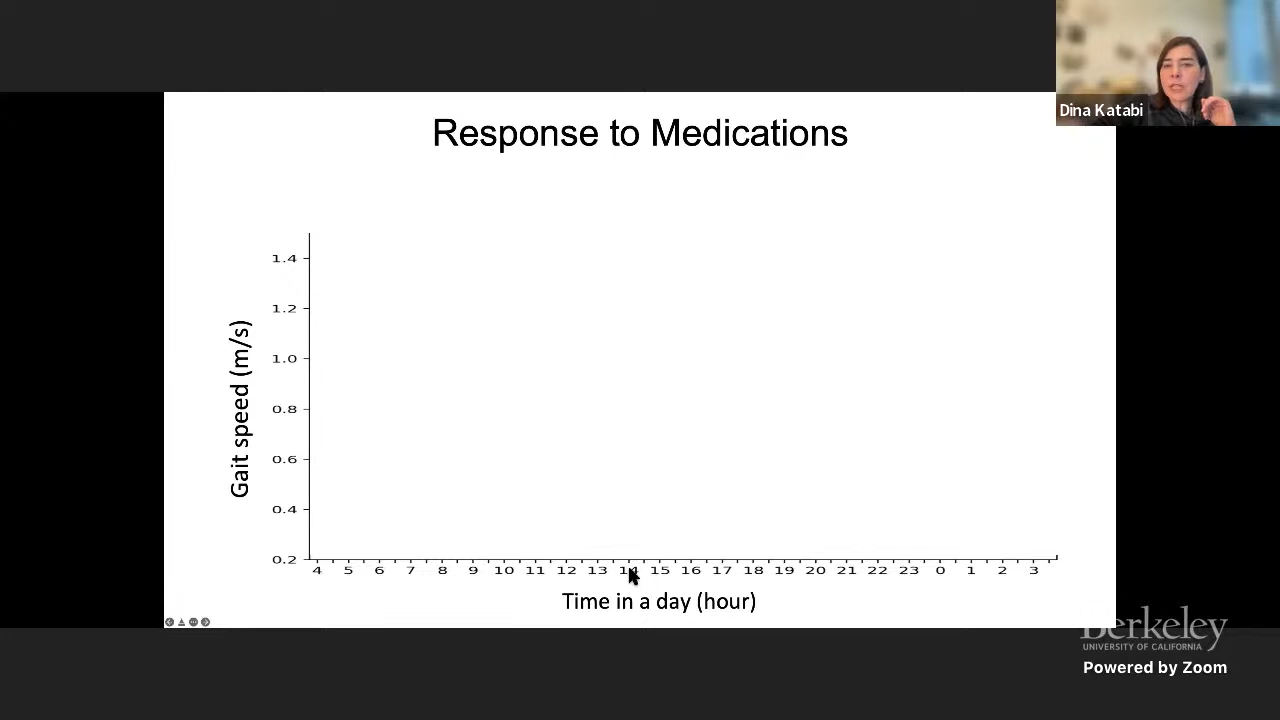 Dina Katabi
Response to Medications
Gait speed (m/s)
1.4
1.2
1.0
0.8
0.6
0.4
0.2
4 5 6 7 8 9 10 11 12 13 14 15 16 17 18 19 20 21 22 23 0 1 2 3
Time in a day (hour)
Berkeley
UNIVERSITY OF CALIFORNIA
Powered by Zoom